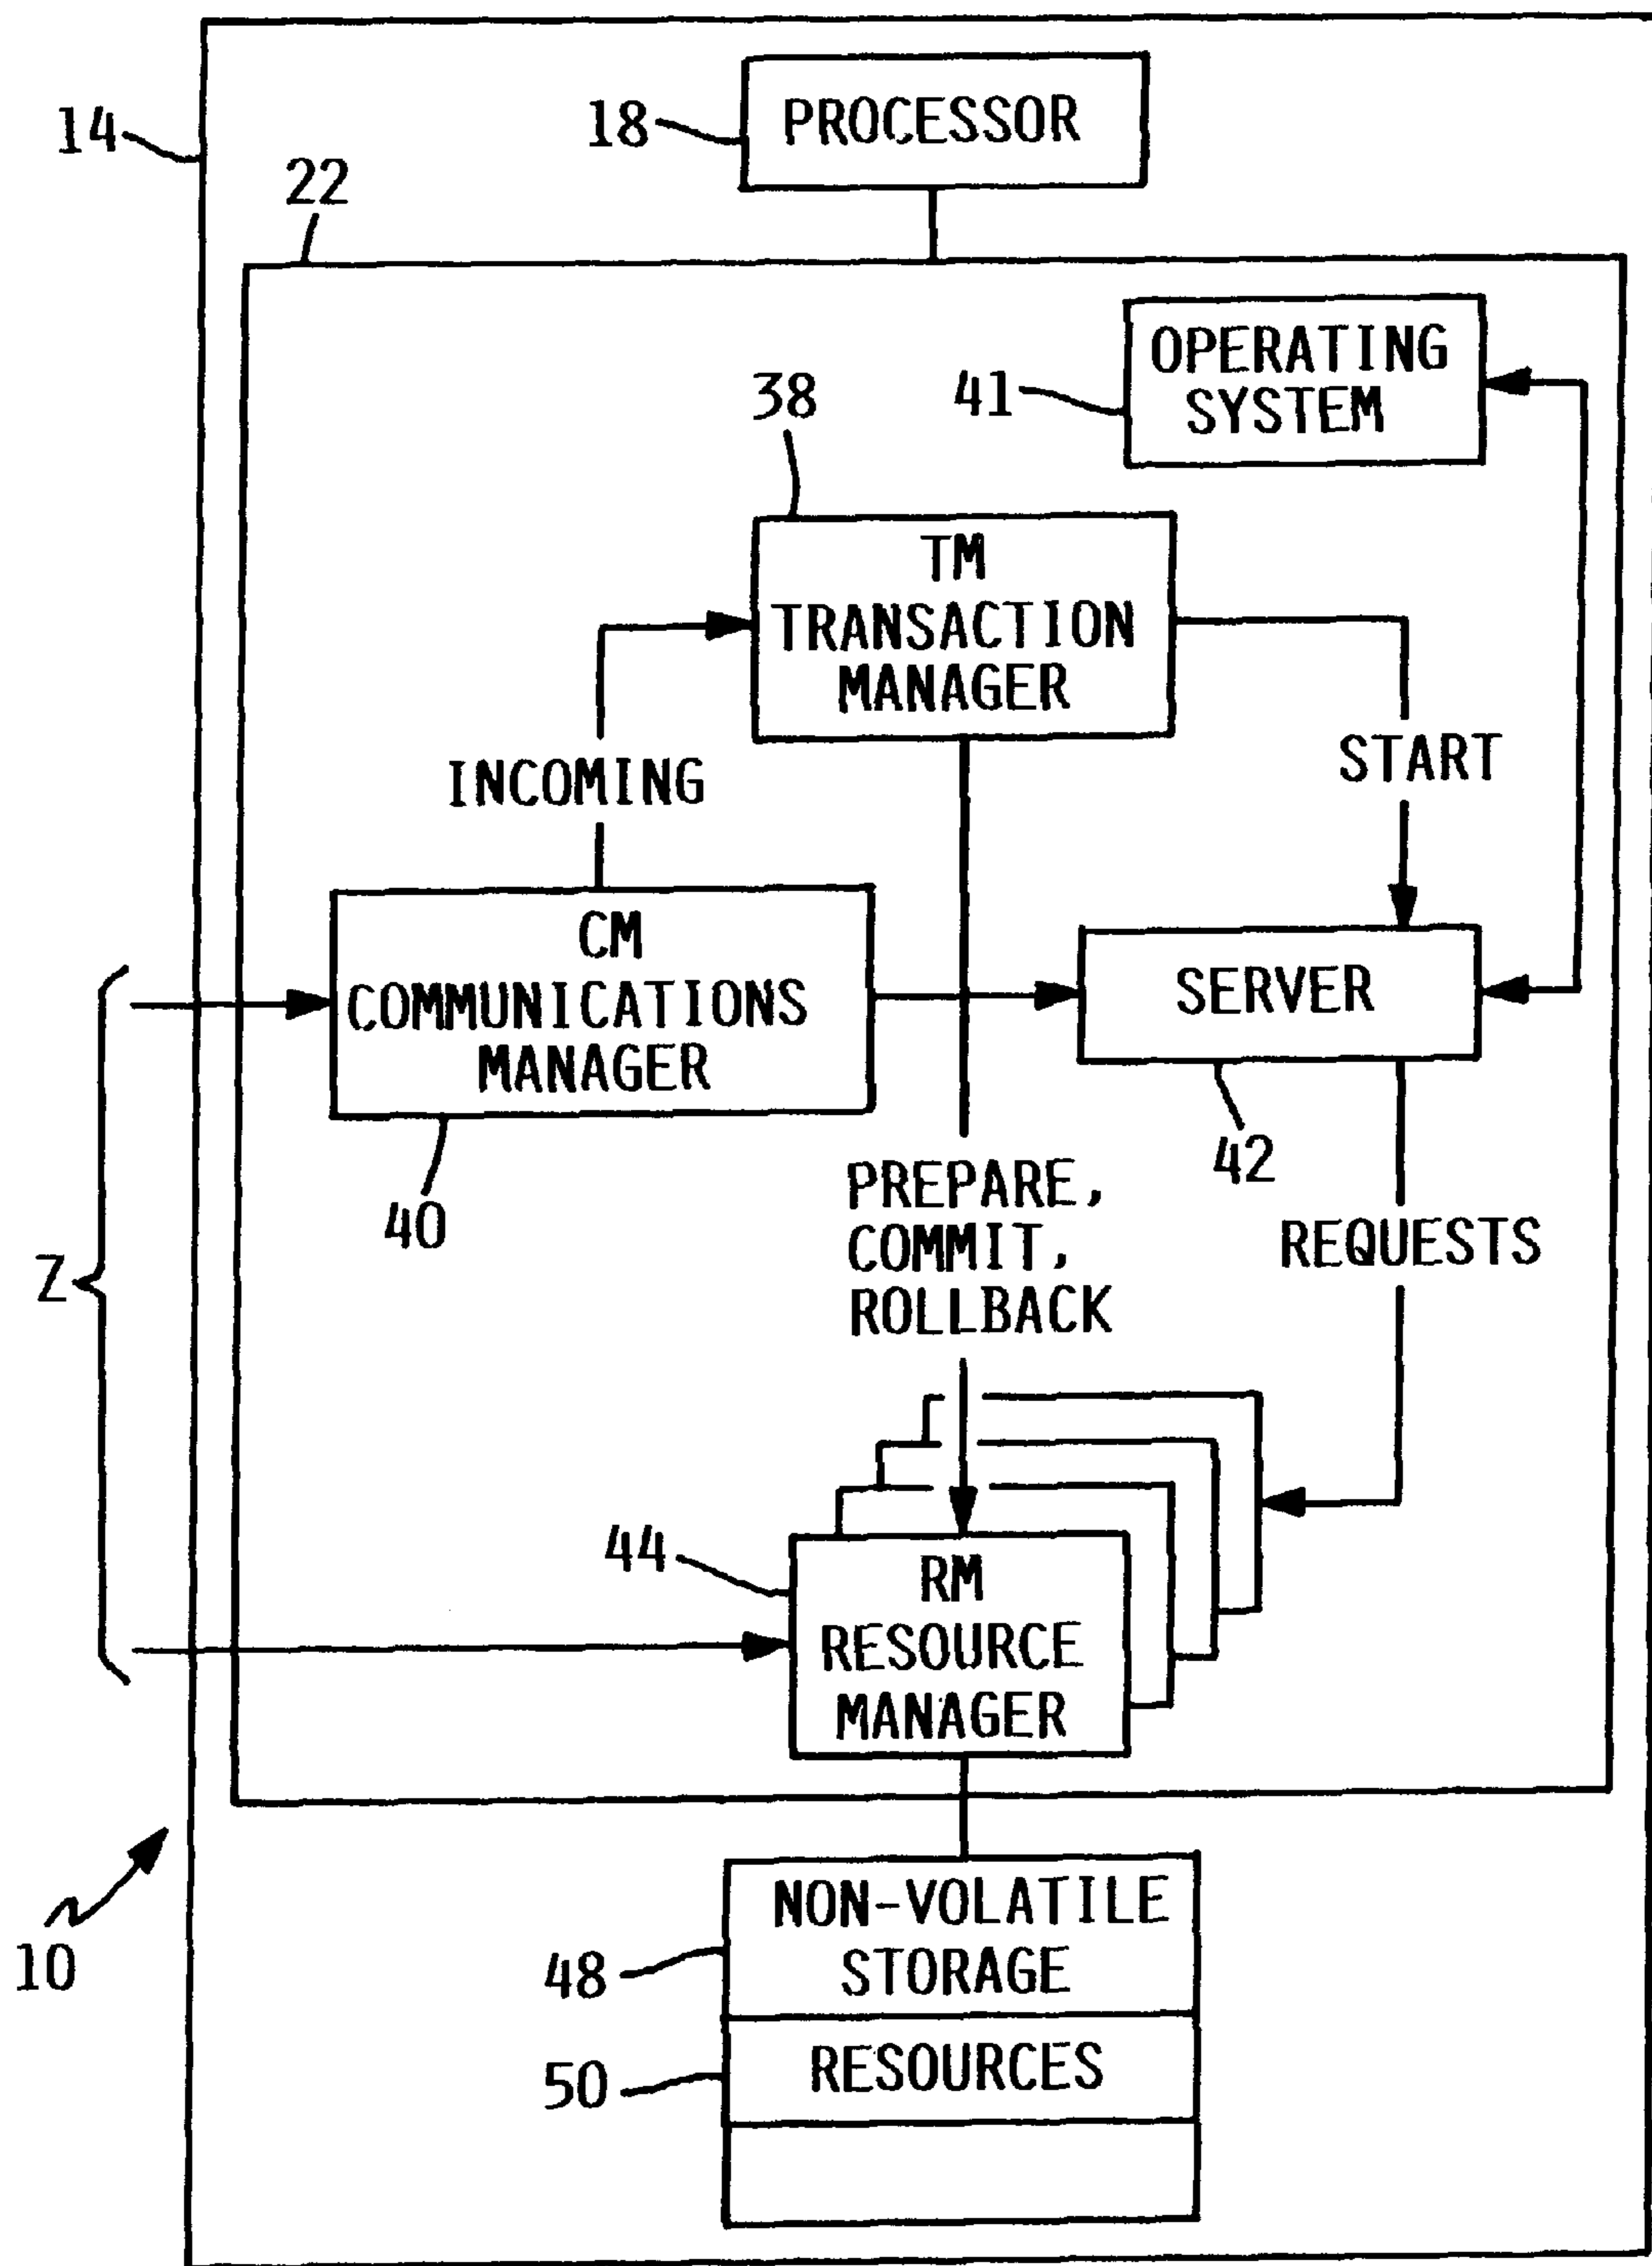 PROCESSOR
18
14
22
OPERATING
SYSTEM
41
38
TM
TRANSACTION
MANAGER
START
INCOMING
CM
COMMUNICATIONS
MANAGER
40
SERVER
42
PREPARE,
COMMIT,
ROLLBACK
REQUESTS
Z
44
RM
RESOURCE
MANAGER
10
NON-VOLATILE
STORAGE
48
RESOURCES
50